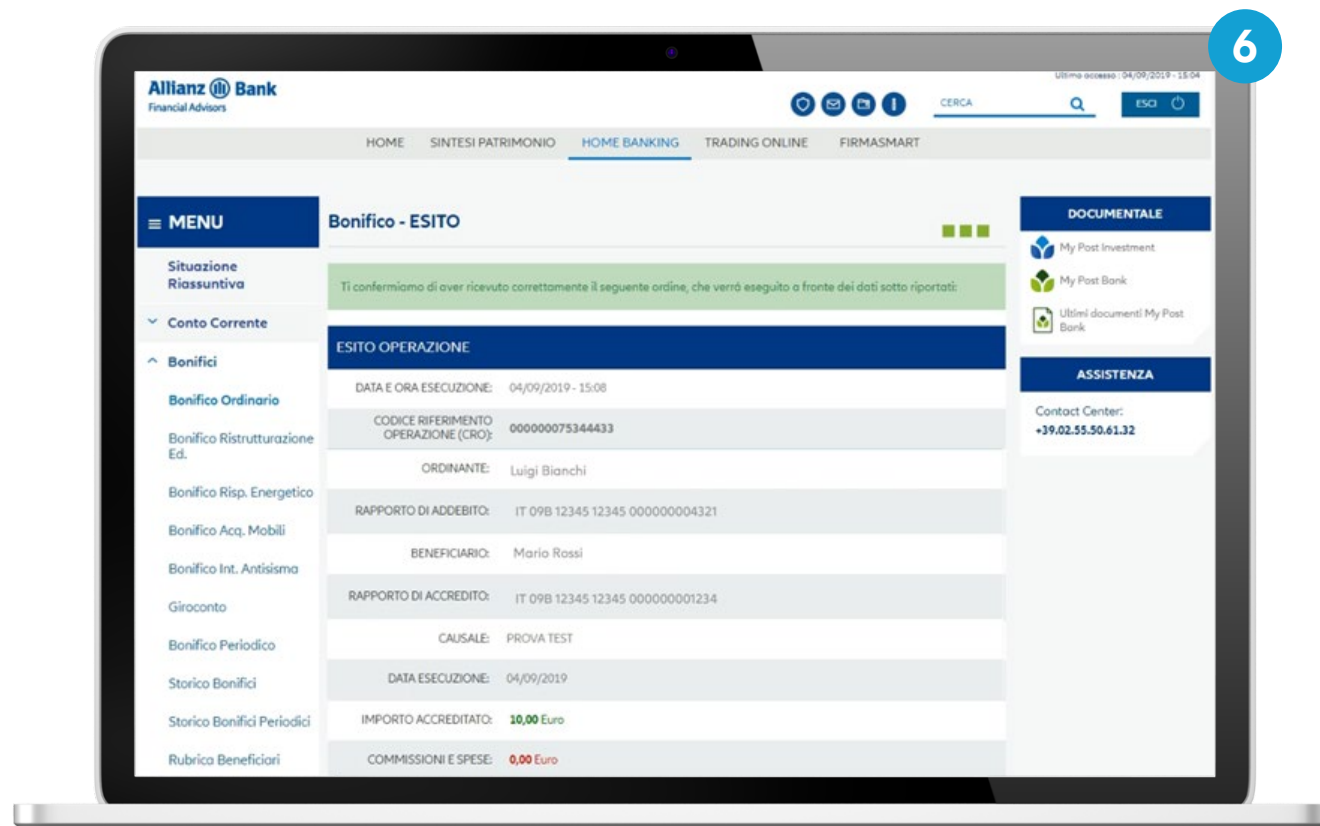 6
Ultimo accesso : 04/09/2019 - 15:04
Allianz Bank
Financial Advisors
CERCA
ESCI
HOME SINTESI PATRIMONIO HOME BANKING TRADING ONLINE FIRMASMART
MENU
Situazione
Riassuntiva
Conto Corrente
Bonifici
Bonifico Ordinario
Bonifico Ristrutturazione
Ed.
Bonifico Risp. Energetico
Bonifico Acq. Mobili
Bonifico Int. Antisisma
Giroconto
Bonifico Periodico
Storico Bonifici
Storico Bonifici Periodici
Rubrica Beneficiari
Bonifico - ESITO
Ti confermiamo di aver ricevuto correttamente il seguente ordine, che verrà eseguito a fronte dei dati sotto riportati:
ESITO OPERAZIONE
DATA E ORA ESECUZIONE: 04/09/2019 - 15:08
CODICE RIFERIMENTO
OPERAZIONE (CRO): 000000075344433
ORDINANTE: Luigi Bianchi
RAPPORTO DI ADDEBITO: IT 09B 12345 12345 000000004321
BENEFICIARIO: Mario Rossi
RAPPORTO DI ACCREDITO: IT 09B 12345 12345 000000001234
CAUSALE: PROVA TEST
DATA ESECUZIONE: 04/09/2019
IMPORTO ACCREDITATO: 10,00 Euro
COMMISSIONI E SPESE: 0,00 Euro
DOCUMENTALE
My Post Investment
My Post Bank
Ultimi documenti My Post
Bank
ASSISTENZA
Contact Center:
+39.02.55.50.61.32